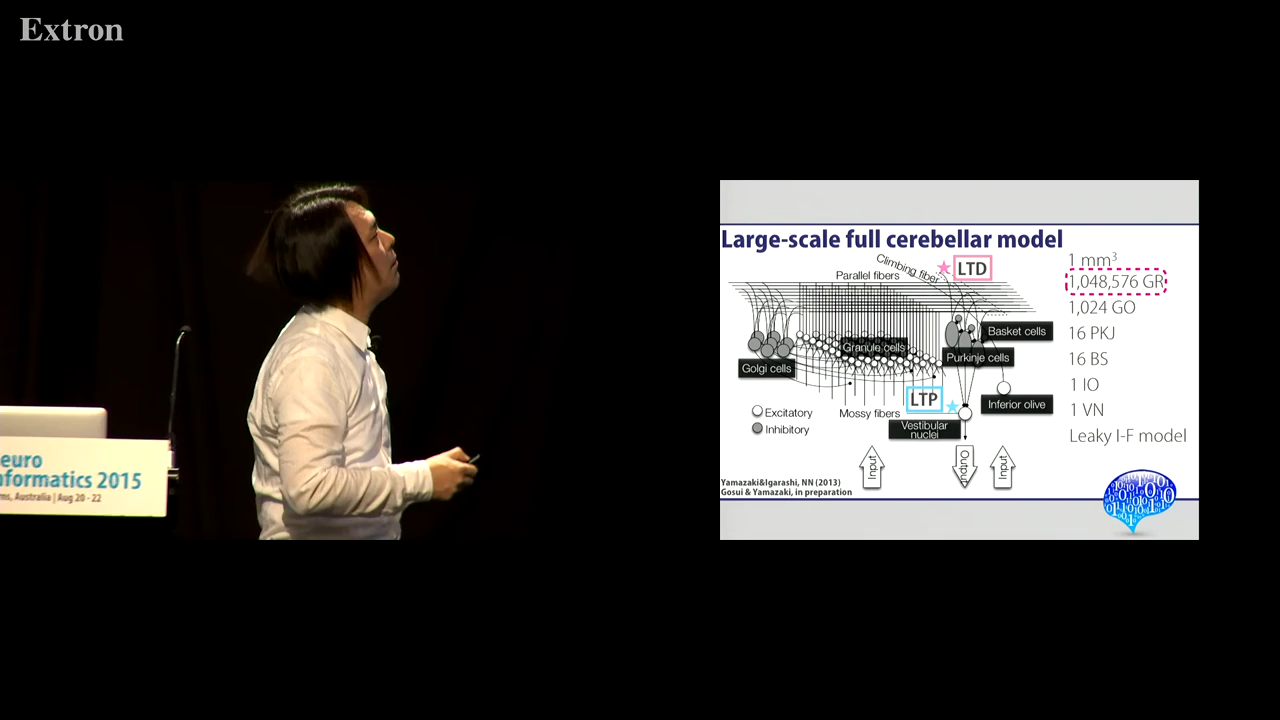 Extron
euro
nformatics 2015
rns, Australia | Aug 20 - 22
Large-scale full cerebellar model
Climbing fiber
LTD
Parallel fibers
Basket cells
Granule cells
Purkinje cells
Golgi cells
LTP
Inferior olive
Excitatory
Mossy fibers
Inhibitory
Vestibular
nuclei
Input
Output
Input
Yamazaki&Igarashi, NN (2013)
Gosui & Yamazaki, in preparation
1 mm³
1,048,576 GR
1,024 GO
16 PKJ
16 BS
1 IO
1 VN
Leaky I-F model